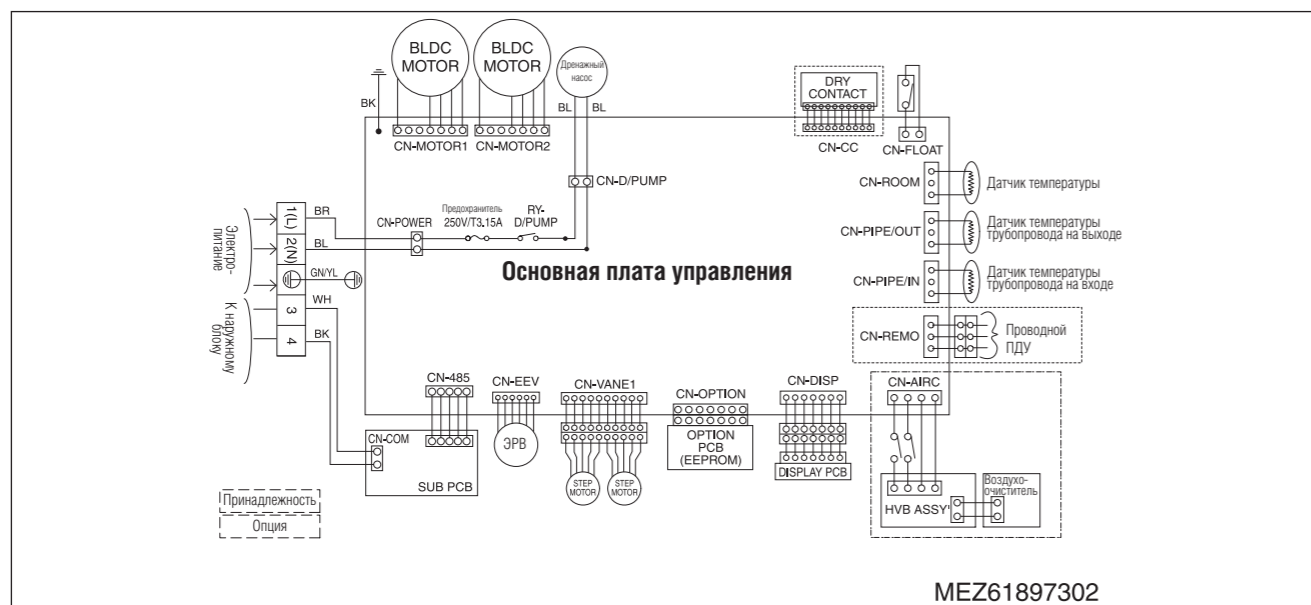 BLDC
MOTOR
BLDC
MOTOR
Дренажный
насос
BK
BL
BL
DRY
CONTACT
CN-MOTOR1
CN-MOTOR2
CN-CC
CN-FLOAT
CN-D/PUMP
CN-ROOM
Датчик температуры
Электро-
питание
1(L)
BR
CN-POWER
Предохранитель
250V/T3.15A
RY-
D/PUMP
CN-PIPE/OUT
Датчик температуры
трубопровода на выходе
2(N)
BL
Основная плата управления
CN-PIPE/IN
Датчик температуры
трубопровода на входе
GN/YL
К наружному
блоку
3
WH
4
BK
CN-REMO
Проводной
ПДУ
CN-485
CN-EEV
CN-VANE1
CN-OPTION
CN-DISP
CN-AIRC
CN-COM
SUB PCB
ЭРВ
STEP
MOTOR
STEP
MOTOR
OPTION
PCB
(EEPROM)
DISPLAY PCB
HVB ASSY'
Воздухо-
очиститель
Принадлежность
Опция
MEZ61897302